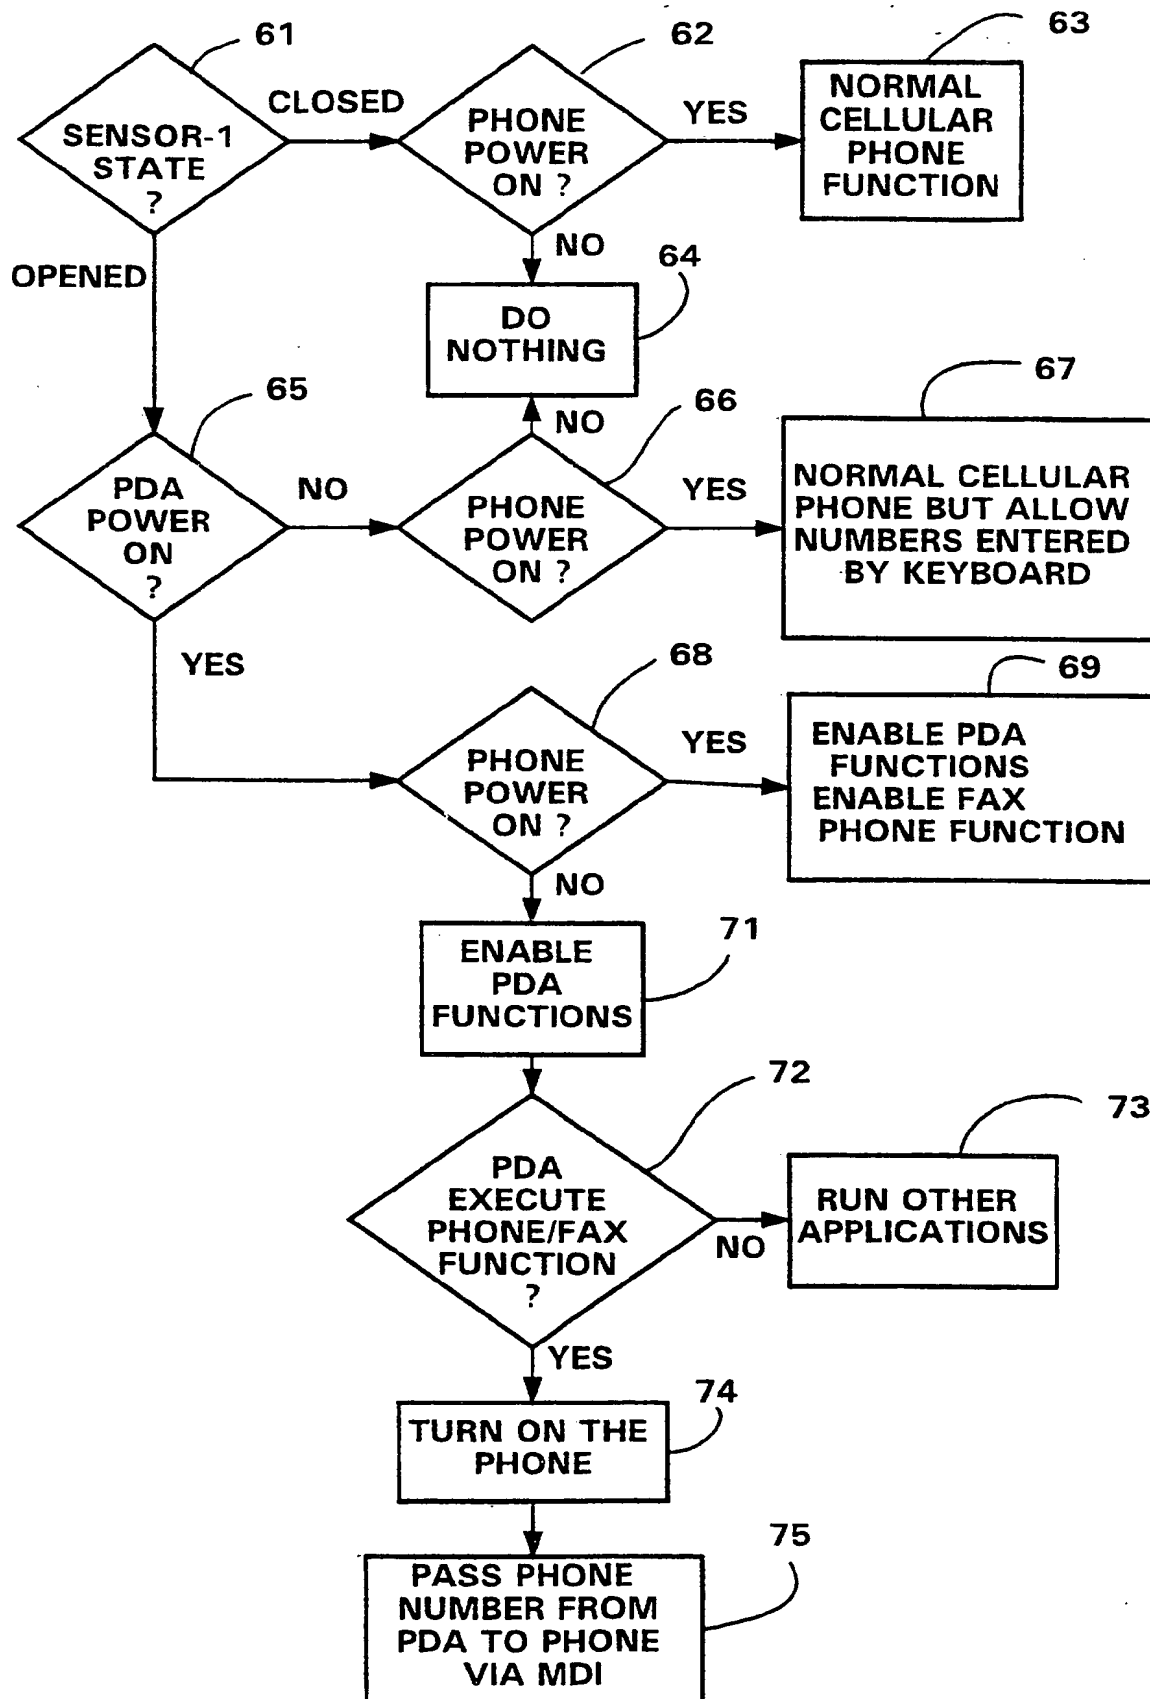 61
62
63
SENSOR-1
STATE
?
CLOSED
PHONE
POWER
ON ?
YES
NORMAL
CELLULAR
PHONE
FUNCTION
OPENED
NO
64
DO
NOTHING
65
NO
66
67
PDA
POWER
ON
?
NO
PHONE
POWER
ON ?
YES
NORMAL CELLULAR
PHONE BUT ALLOW
NUMBERS ENTERED
BY KEYBOARD
YES
68
69
PHONE
POWER
ON ?
YES
ENABLE PDA
FUNCTIONS
ENABLE FAX
PHONE FUNCTION
NO
71
ENABLE
PDA
FUNCTIONS
72
73
PDA
EXECUTE
PHONE/FAX
FUNCTION
?
NO
RUN OTHER
APPLICATIONS
YES
74
TURN ON THE
PHONE
75
PASS PHONE
NUMBER FROM
PDA TO PHONE
VIA MDI